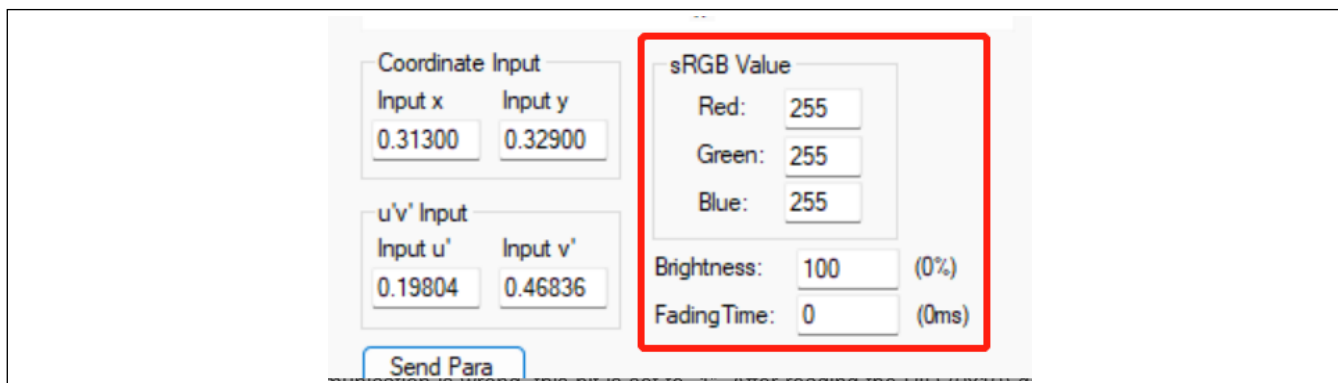 Coordinate Input
Input x Input y
0.31300 0.32900
u'v' Input
Input u' Input v'
0.19804 0.46836
Send Para
sRGB Value
Red: 255
Green: 255
Blue: 255
Brightness: 100 (0%)
FadingTime: 0 (0ms)